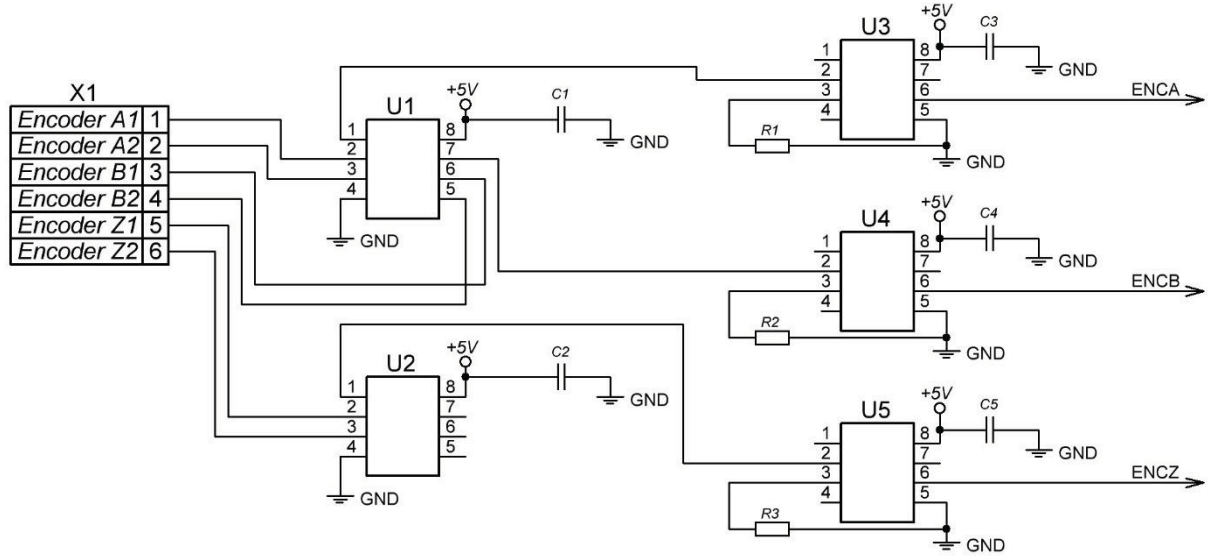 X1
Encoder A1 1
Encoder A2 2
Encoder B1 3
Encoder B2 4
Encoder Z1 5
Encoder Z2 6
U1
1
2
3
4
8
7
6
5
+5V
C1
GND
GND
U2
1
2
3
4
8
7
6
5
+5V
C2
GND
GND
U3
1
2
3
4
8
7
6
5
+5V
C3
GND
ENCA
R1
GND
U4
1
2
3
4
8
7
6
5
+5V
C4
GND
ENCB
R2
GND
U5
1
2
3
4
8
7
6
5
+5V
C5
GND
ENCZ
R3
GND